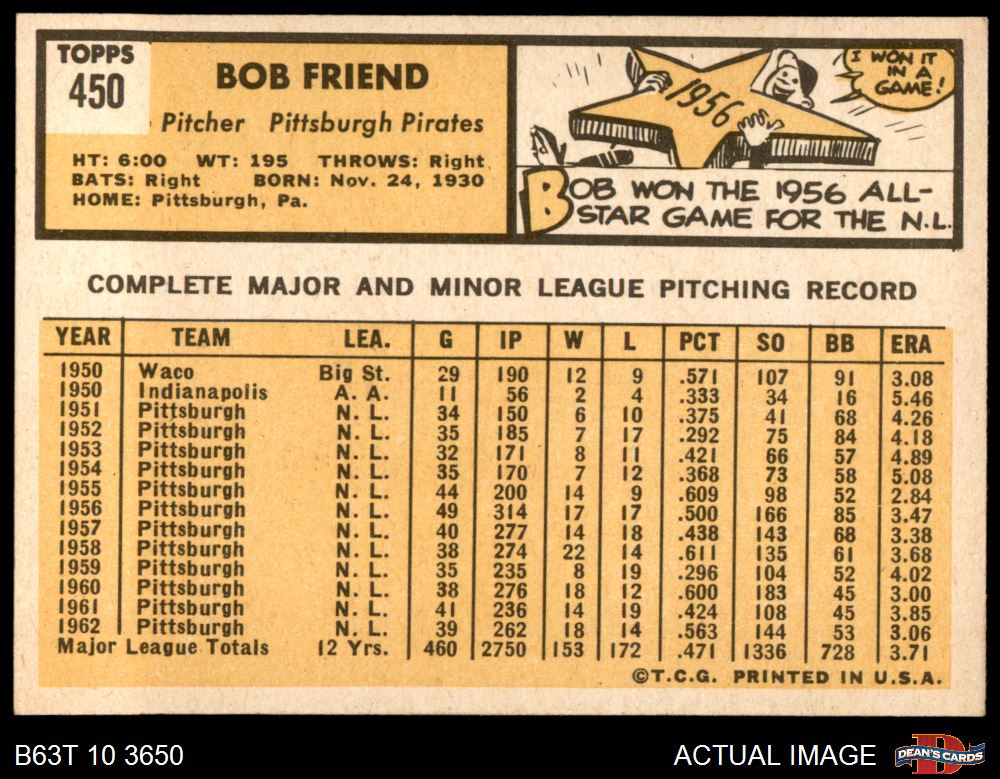 TOPPS
450
BOB FRIEND
Pitcher Pittsburgh Pirates
HT: 6:00 WT: 195 THROWS: Right
BATS: Right BORN: Nov. 24, 1930
HOME: Pittsburgh, Pa.
1956
I WON IT
IN A
GAME!
BOB WON THE 1956 ALL-
STAR GAME FOR THE N.L.
COMPLETE MAJOR AND MINOR LEAGUE PITCHING RECORD
YEAR TEAM LEA. G IP W L PCT SO BB ERA
1950 Waco Big St. 29 190 12 9 .571 107 91 3.08
1950 Indianapolis A. A. 11 56 2 4 .333 34 16 5.46
1951 Pittsburgh N. L. 34 150 6 10 .375 41 68 4.26
1952 Pittsburgh N. L. 35 185 7 17 .292 75 84 4.18
1953 Pittsburgh N. L. 32 171 8 11 .421 66 57 4.89
1954 Pittsburgh N. L. 35 170 7 12 .368 73 58 5.08
1955 Pittsburgh N. L. 44 200 14 9 .609 98 52 2.84
1956 Pittsburgh N. L. 49 314 17 17 .500 166 85 3.47
1957 Pittsburgh N. L. 40 277 14 18 .438 143 68 3.38
1958 Pittsburgh N. L. 38 274 22 14 .611 135 61 3.68
1959 Pittsburgh N. L. 35 235 8 19 .296 104 52 4.02
1960 Pittsburgh N. L. 38 276 18 12 .600 183 45 3.00
1961 Pittsburgh N. L. 41 236 14 19 .424 108 45 3.85
1962 Pittsburgh N. L. 39 262 18 14 .563 144 53 3.06
Major League Totals 12 Yrs. 460 2750 153 172 .471 1336 728 3.71
©T.C.G. PRINTED IN U.S.A.
B63T 10 3650
ACTUAL IMAGE
D
DEAN'S CARDS